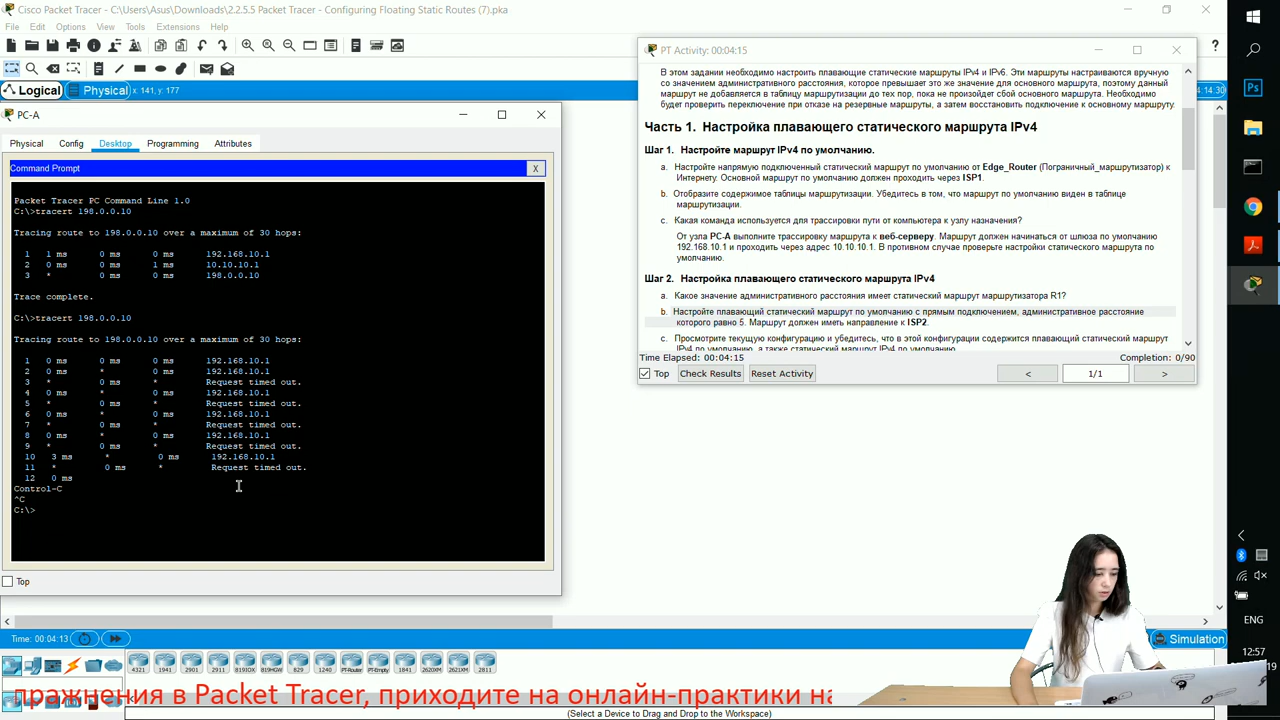 Cisco Packet Tracer - C:\Users\Asus\Downloads\2.2.5.5 Packet Tracer - Configuring Floating Static Routes (7).pka
File Edit Options View Tools Extensions Help
Logical Physical x: 141, y: 177
:14:30
PC-A
Physical Config Desktop Programming Attributes
Command Prompt X
Packet Tracer PC Command Line 1.0
C:\>tracert 198.0.0.10
Tracing route to 198.0.0.10 over a maximum of 30 hops:
1 1 ms 0 ms 0 ms 192.168.10.1
2 0 ms 0 ms 1 ms 10.10.10.1
3 * 0 ms 0 ms 198.0.0.10
Trace complete.
C:\>tracert 198.0.0.10
Tracing route to 198.0.0.10 over a maximum of 30 hops:
1 0 ms 0 ms 0 ms 192.168.10.1
2 0 ms * 0 ms 192.168.10.1
3 * 0 ms * Request timed out.
4 0 ms * 0 ms 192.168.10.1
5 * 0 ms * Request timed out.
6 0 ms * 0 ms 192.168.10.1
7 * 0 ms * Request timed out.
8 0 ms * 0 ms 192.168.10.1
9 * 0 ms * Request timed out.
10 3 ms * 0 ms 192.168.10.1
11 * 0 ms * Request timed out.
12 0 ms
Control-C
^C
C:\>
Top
PT Activity: 00:04:15
В этом задании необходимо настроить плавающие статические маршруты IPv4 и IPv6. Эти маршруты настраиваются вручную
со значением административного расстояния, которое превышает это же значение для основного маршрута, поэтому данный
маршрут не добавляется в таблицу маршрутизации до тех пор, пока не произойдет сбой основного маршрута. Необходимо
будет проверить переключение при отказе на резервные маршруты, а затем восстановить подключение к основному маршруту.
Часть 1. Настройка плавающего статического маршрута IPv4
Шаг 1. Настройте маршрут IPv4 по умолчанию.
a. Настройте напрямую подключенный статический маршрут по умолчанию от Edge_Router (Пограничный_маршрутизатор) к
Интернету. Основной маршрут по умолчанию должен проходить через ISP1.
b. Отобразите содержимое таблицы маршрутизации. Убедитесь в том, что маршрут по умолчанию виден в таблице
маршрутизации.
c. Какая команда используется для трассировки пути от компьютера к узлу назначения?
От узла PC-A выполните трассировку маршрута к веб-серверу. Маршрут должен начинаться от шлюза по умолчанию
192.168.10.1 и проходить через адрес 10.10.10.1. В противном случае проверьте настройки статического маршрута по
умолчанию.
Шаг 2. Настройка плавающего статического маршрута IPv4
a. Какое значение административного расстояния имеет статический маршрут маршрутизатора R1?
b. Настройте плавающий статический маршрут по умолчанию с прямым подключением, административное расстояние
которого равно 5. Маршрут должен иметь направление к ISP2.
c. Просмотрите текущую конфигурацию и убедитесь, что в этой конфигурации содержится плавающий статический маршрут
IPv4 по умолчанию, а также статический маршрут IPv4 по умолчанию.
Time Elapsed: 00:04:15 Completion: 0/90
Top Check Results Reset Activity < 1/1 >
Time: 00:04:13
Simulation
4321 1941 2901 2911 819IOX 819HGW 829 1240 PT-Router PT-Empty 1841 2620XM 2621XM 2811
(Select a Device to Drag and Drop to the Workspace)
пражнения в Packet Tracer, приходите на онлайн-практики на
Ps
ENG
12:57